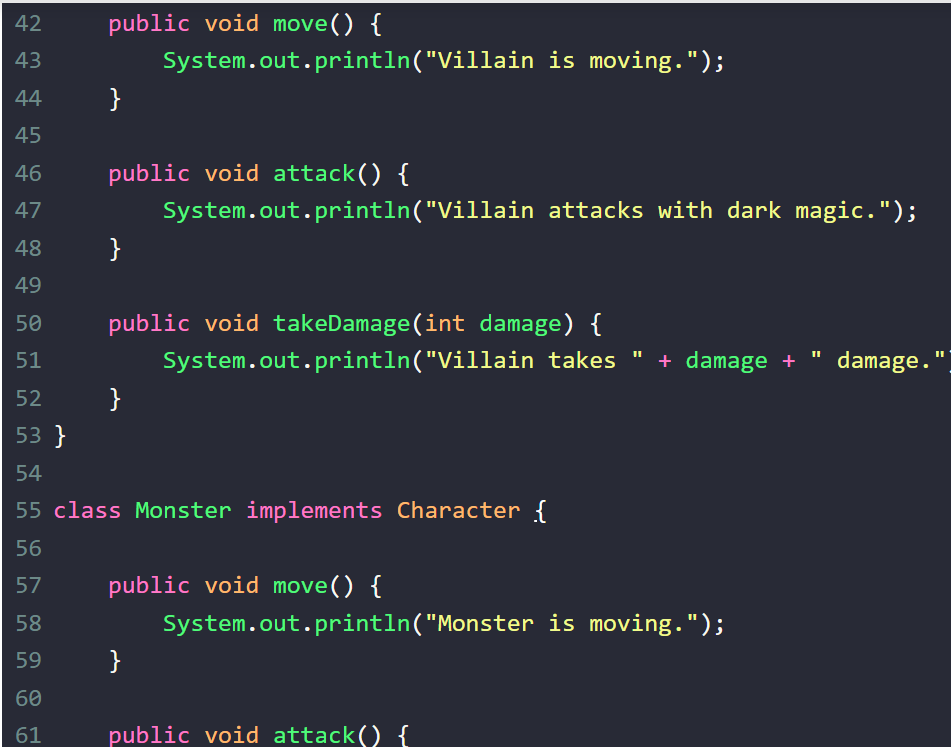 42 public void move() {
43 System.out.println("Villain is moving.");
44 }
45
46 public void attack() {
47 System.out.println("Villain attacks with dark magic.");
48 }
49
50 public void takeDamage(int damage) {
51 System.out.println("Villain takes " + damage + " damage.")
52 }
53 }
54
55 class Monster implements Character {
56
57 public void move() {
58 System.out.println("Monster is moving.");
59 }
60
61 public void attack() {